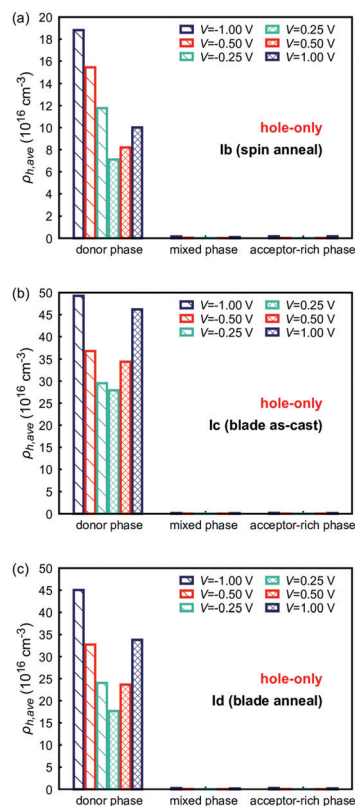 (a)
20
18
16
14
12
10
8
6
4
2
0
ρh,ave (10^16 cm^-3)
V=-1.00 V
V=-0.50 V
V=-0.25 V
V=0.25 V
V=0.50 V
V=1.00 V
hole-only
Ib (spin anneal)
donor phase mixed phase acceptor-rich phase
(b)
50
45
40
35
30
25
20
15
10
5
0
ρh,ave (10^16 cm^-3)
V=-1.00 V
V=-0.50 V
V=-0.25 V
V=0.25 V
V=0.50 V
V=1.00 V
hole-only
Ic (blade as-cast)
donor phase mixed phase acceptor-rich phase
(c)
50
45
40
35
30
25
20
15
10
5
0
ρh,ave (10^16 cm^-3)
V=-1.00 V
V=-0.50 V
V=-0.25 V
V=0.25 V
V=0.50 V
V=1.00 V
hole-only
Id (blade anneal)
donor phase mixed phase acceptor-rich phase